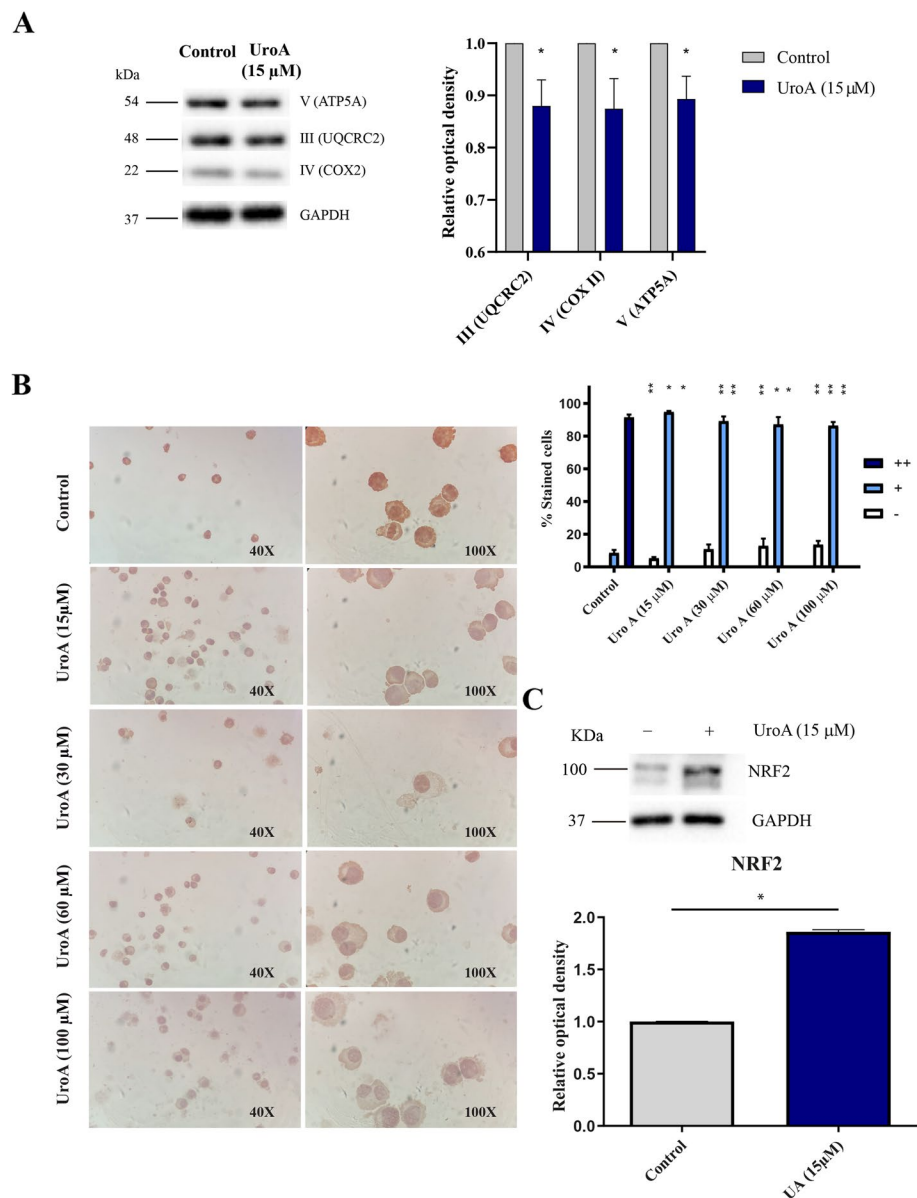 A
Control
UroA
(15 µM)
kDa
54
V (ATP5A)
48
III (UQCRC2)
22
IV (COX2)
37
GAPDH
Relative optical density
1.0
0.9
0.8
0.7
0.6
* * *
III (UQCRC2)
IV (COX II)
V (ATP5A)
Control
UroA (15 µM)
B
Control
40X
100X
UroA (15µM)
40X
100X
UroA (30 µM)
40X
100X
UroA (60 µM)
40X
100X
UroA (100 µM)
40X
100X
% Stained cells
100
80
60
40
20
0
** * * ** ** ** * * ** ** **
Control
Uro A (15 µM)
Uro A (30 µM)
Uro A (60 µM)
Uro A (100 µM)
++
+
-
C
KDa
− + UroA (15 µM)
100
NRF2
37
GAPDH
NRF2
*
Relative optical density
2.0
1.5
1.0
0.5
0.0
Control
UA (15µM)